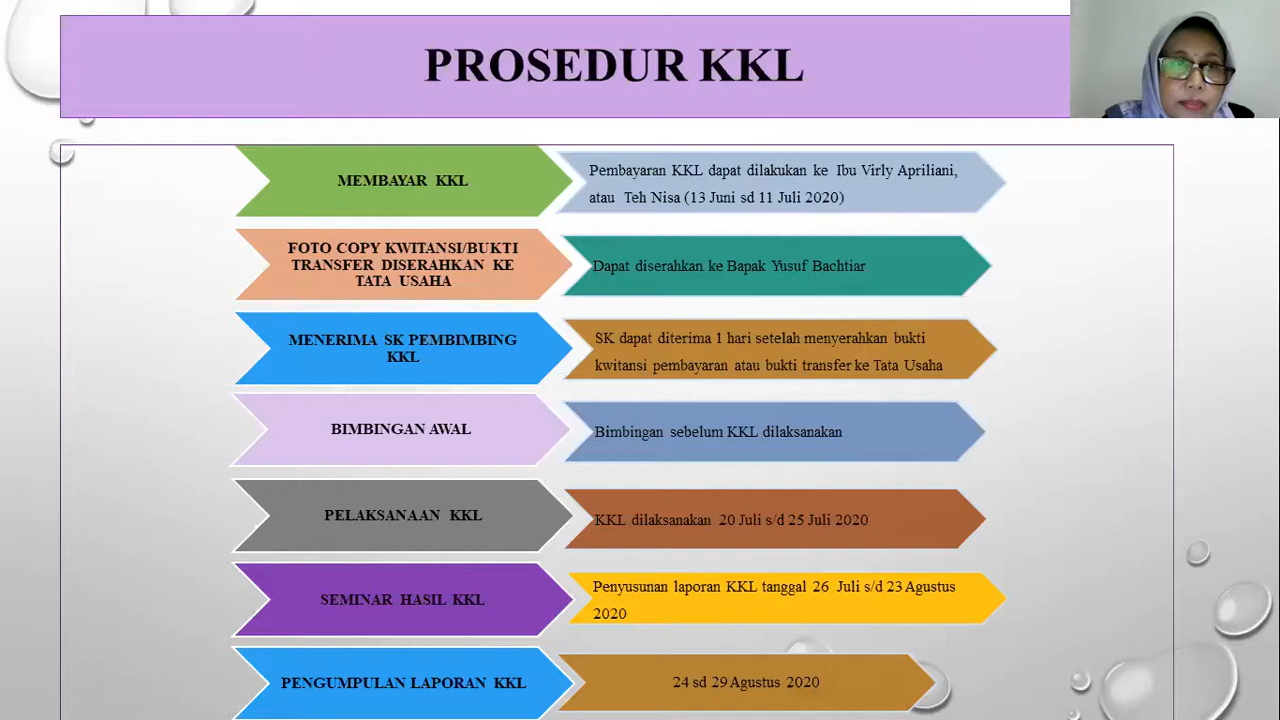 PROSEDUR KKL
MEMBAYAR KKL
Pembayaran KKL dapat dilakukan ke Ibu Virly Apriliani,
atau Teh Nisa (13 Juni sd 11 Juli 2020)
FOTO COPY KWITANSI/BUKTI
TRANSFER DISERAHKAN KE
TATA USAHA
Dapat diserahkan ke Bapak Yusuf Bachtiar
MENERIMA SK PEMBIMBING
KKL
SK dapat diterima 1 hari setelah menyerahkan bukti
kwitansi pembayaran atau bukti transfer ke Tata Usaha
BIMBINGAN AWAL
Bimbingan sebelum KKL dilaksanakan
PELAKSANAAN KKL
KKL dilaksanakan 20 Juli s/d 25 Juli 2020
SEMINAR HASIL KKL
Penyusunan laporan KKL tanggal 26 Juli s/d 23 Agustus
2020
PENGUMPULAN LAPORAN KKL
24 sd 29 Agustus 2020